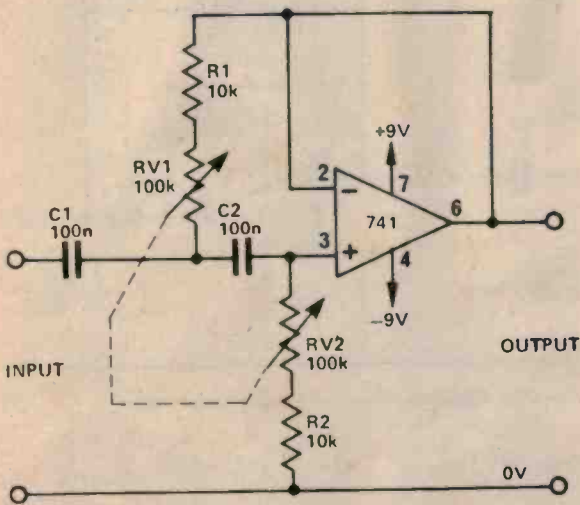 R1
10k
RV1
100k
+9V
2
7
741
6
C1
100n
C2
100n
3
4
-9V
INPUT
RV2
100k
OUTPUT
R2
10k
0V